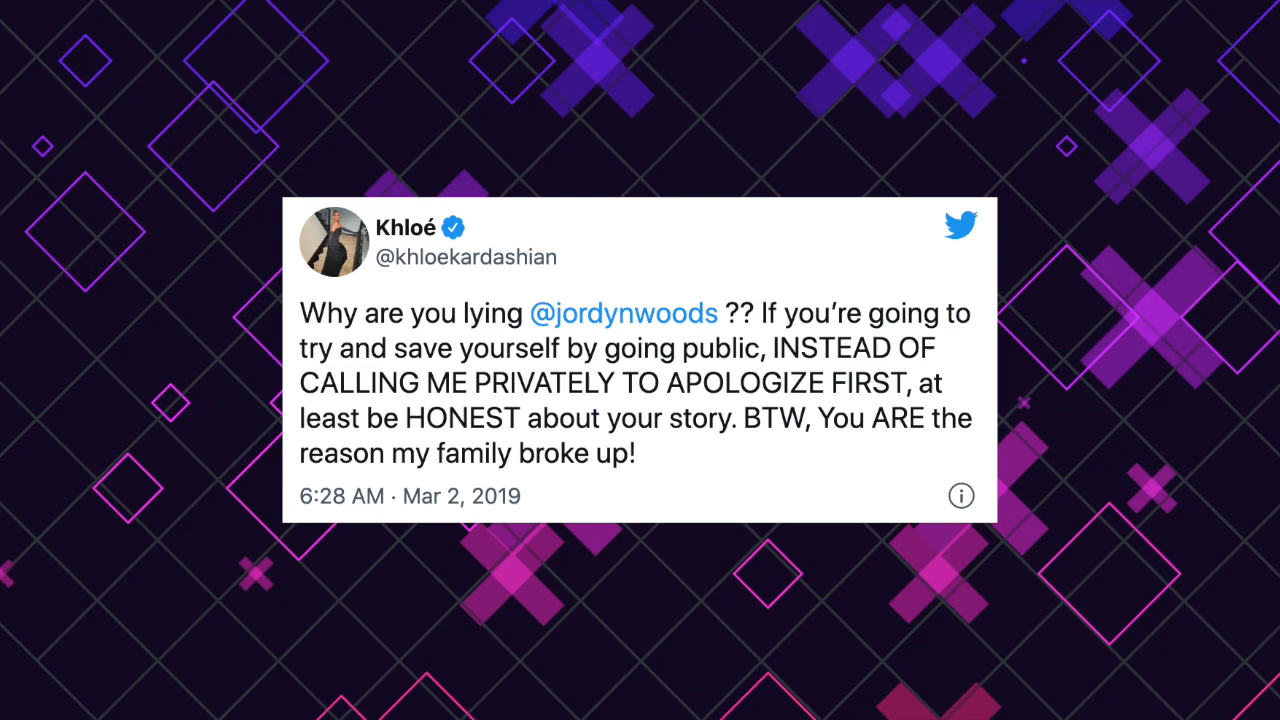 Khloé
@khloekardashian
Why are you lying @jordynwoods ?? If you’re going to
try and save yourself by going public, INSTEAD OF
CALLING ME PRIVATELY TO APOLOGIZE FIRST, at
least be HONEST about your story. BTW, You ARE the
reason my family broke up!
6:28 AM · Mar 2, 2019